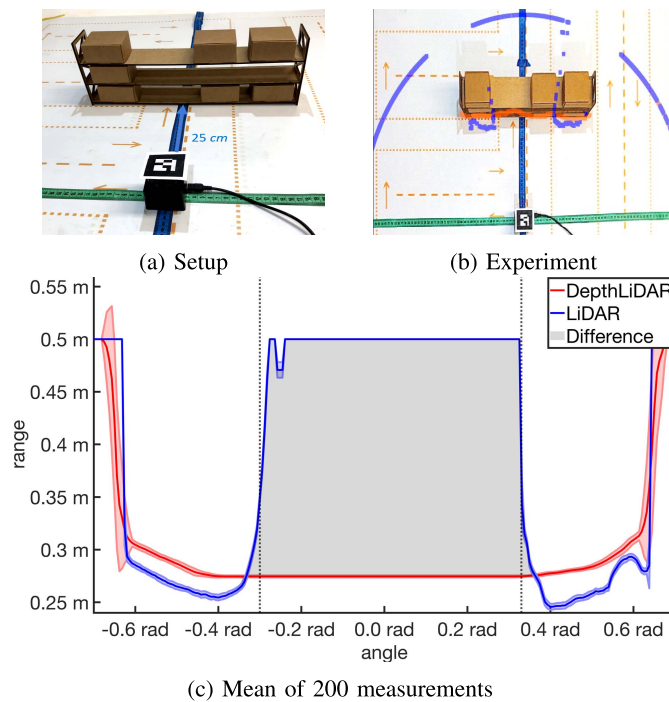 25 cm
(a) Setup
(b) Experiment
0.55 m
0.5 m
0.45 m
0.4 m
0.35 m
0.3 m
0.25 m
range
DepthLiDAR
LiDAR
Difference
-0.6 rad -0.4 rad -0.2 rad 0.0 rad 0.2 rad 0.4 rad 0.6 rad
angle
(c) Mean of 200 measurements